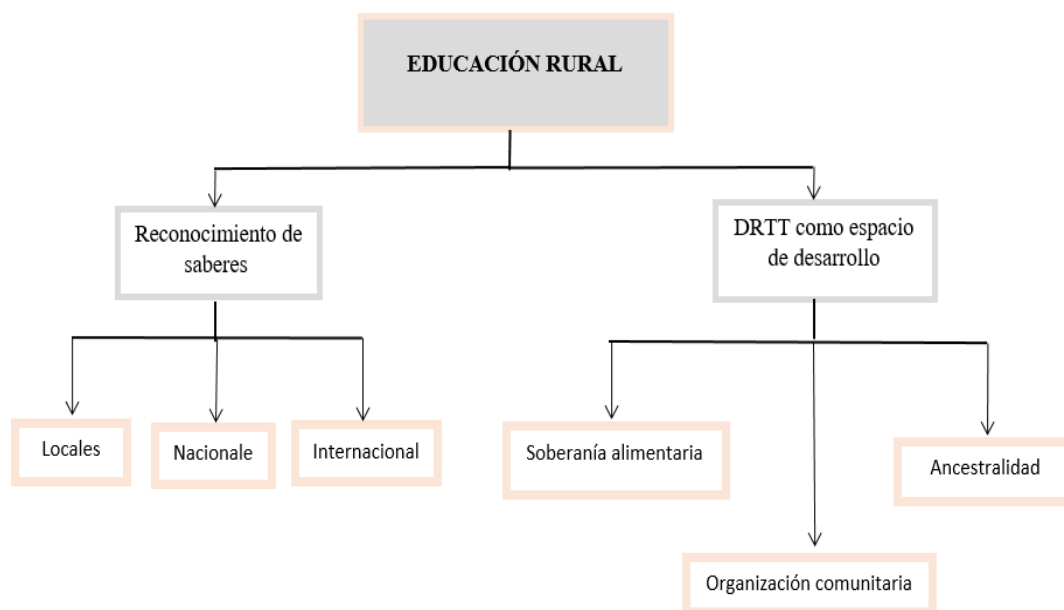 EDUCACIÓN RURAL
Reconocimiento de
saberes
DRTT como espacio
de desarrollo
Locales
Nacionale
Internacional
Soberanía alimentaria
Ancestralidad
Organización comunitaria